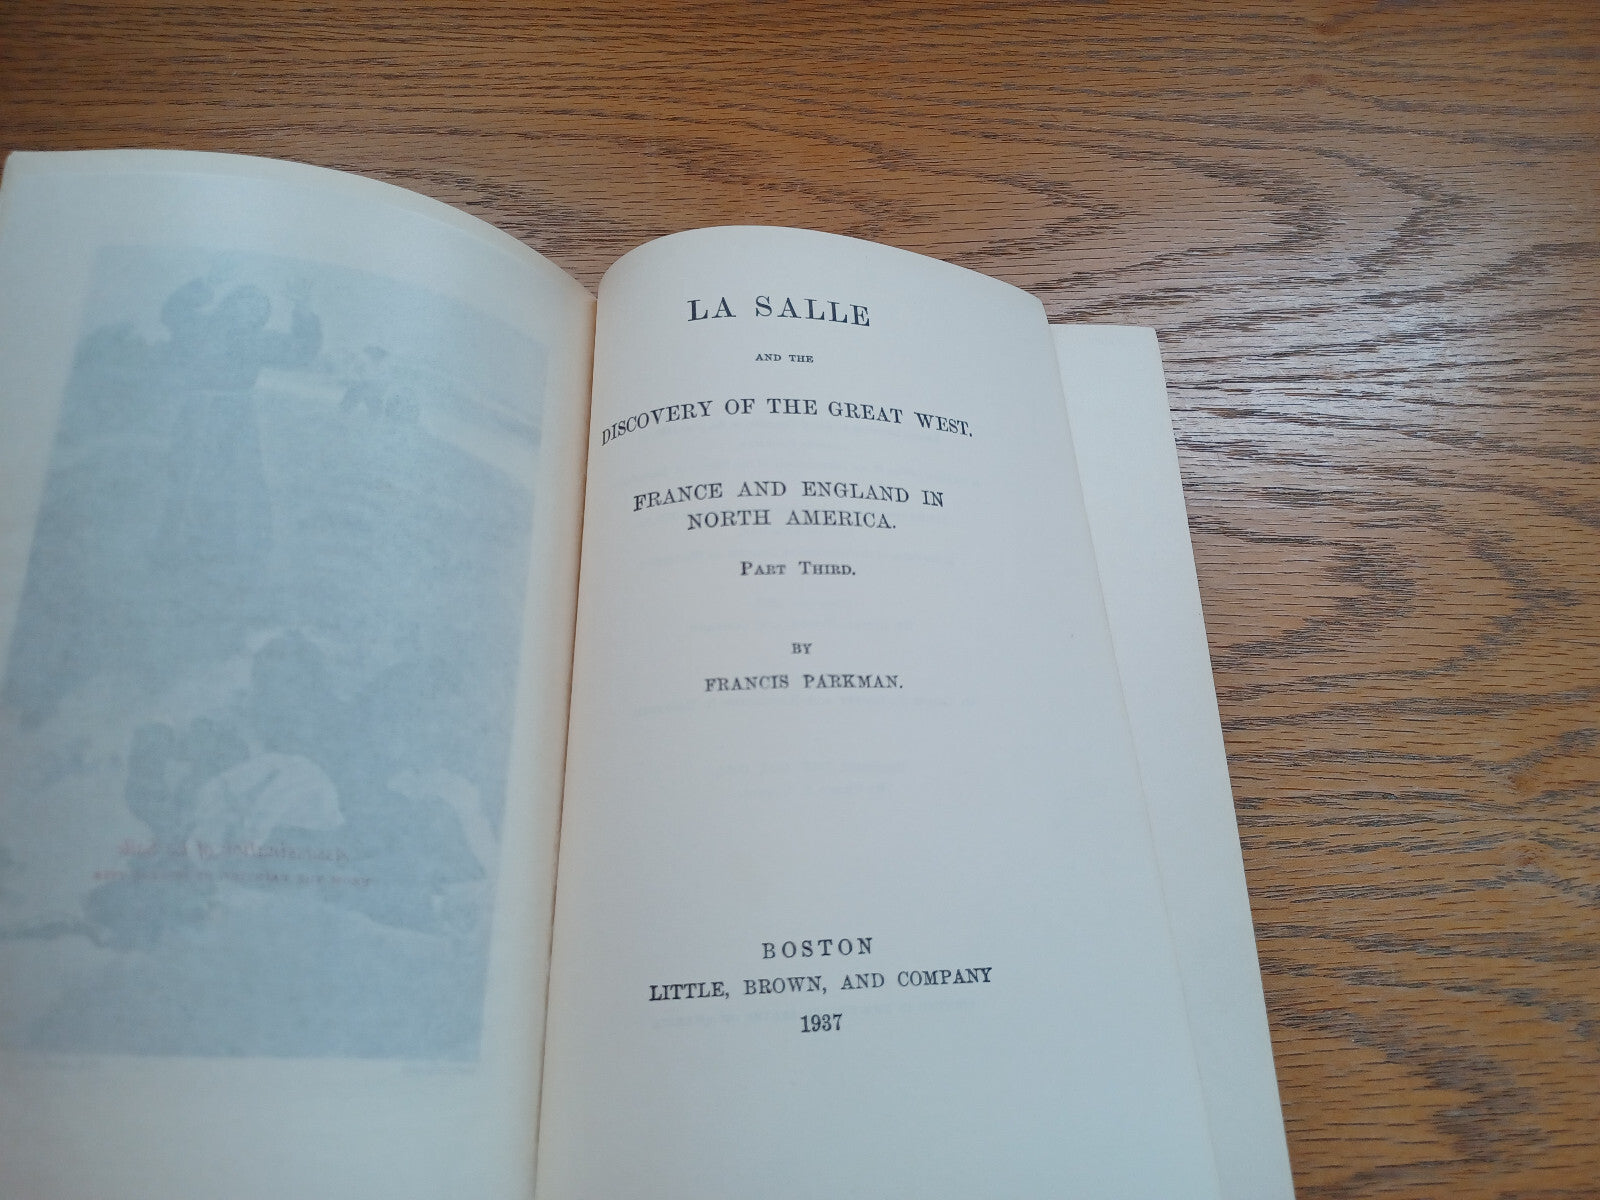 LA SALLE
AND THE
DISCOVERY OF THE GREAT WEST.
FRANCE AND ENGLAND IN
NORTH AMERICA.
PART THIRD.
BY
FRANCIS PARKMAN.
BOSTON
LITTLE, BROWN, AND COMPANY
1937